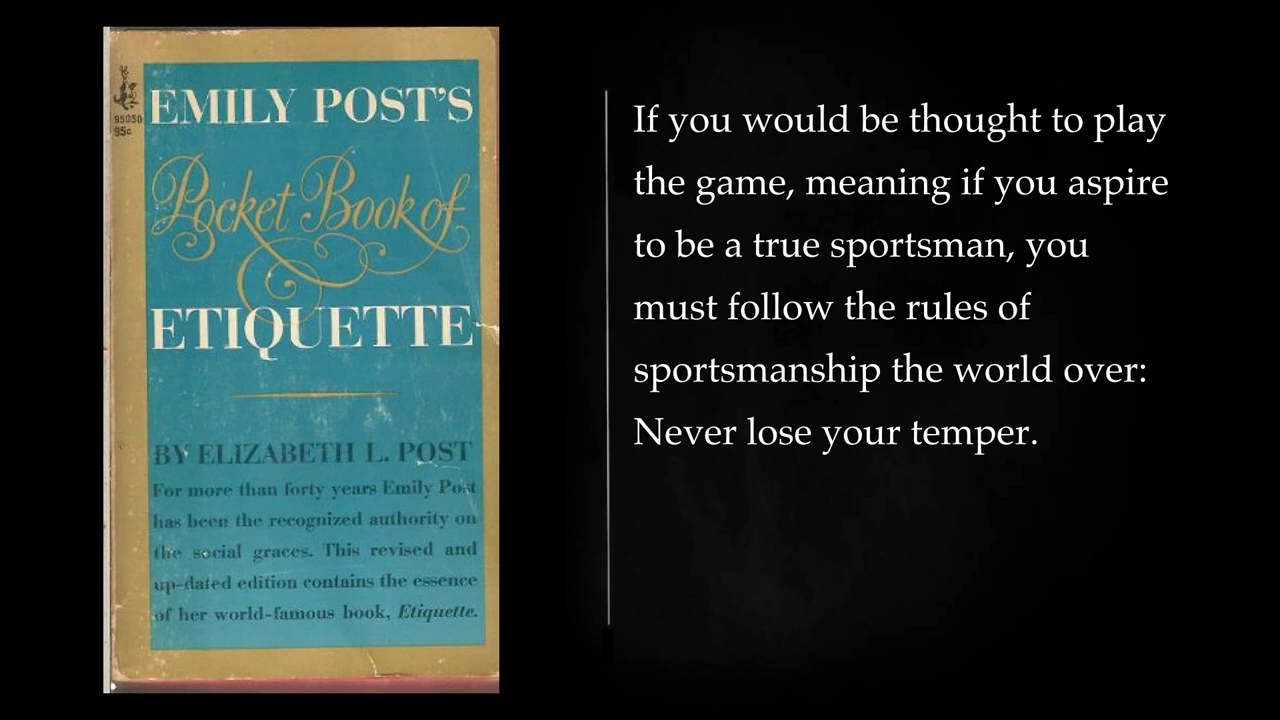 95050
95c
EMILY POST'S
Pocket Book of
ETIQUETTE
BY ELIZABETH L. POST
For more than forty years Emily Post
has been the recognized authority on
the social graces. This revised and
up-dated edition contains the essence
of her world-famous book, Etiquette.
If you would be thought to play
the game, meaning if you aspire
to be a true sportsman, you
must follow the rules of
sportsmanship the world over:
Never lose your temper.